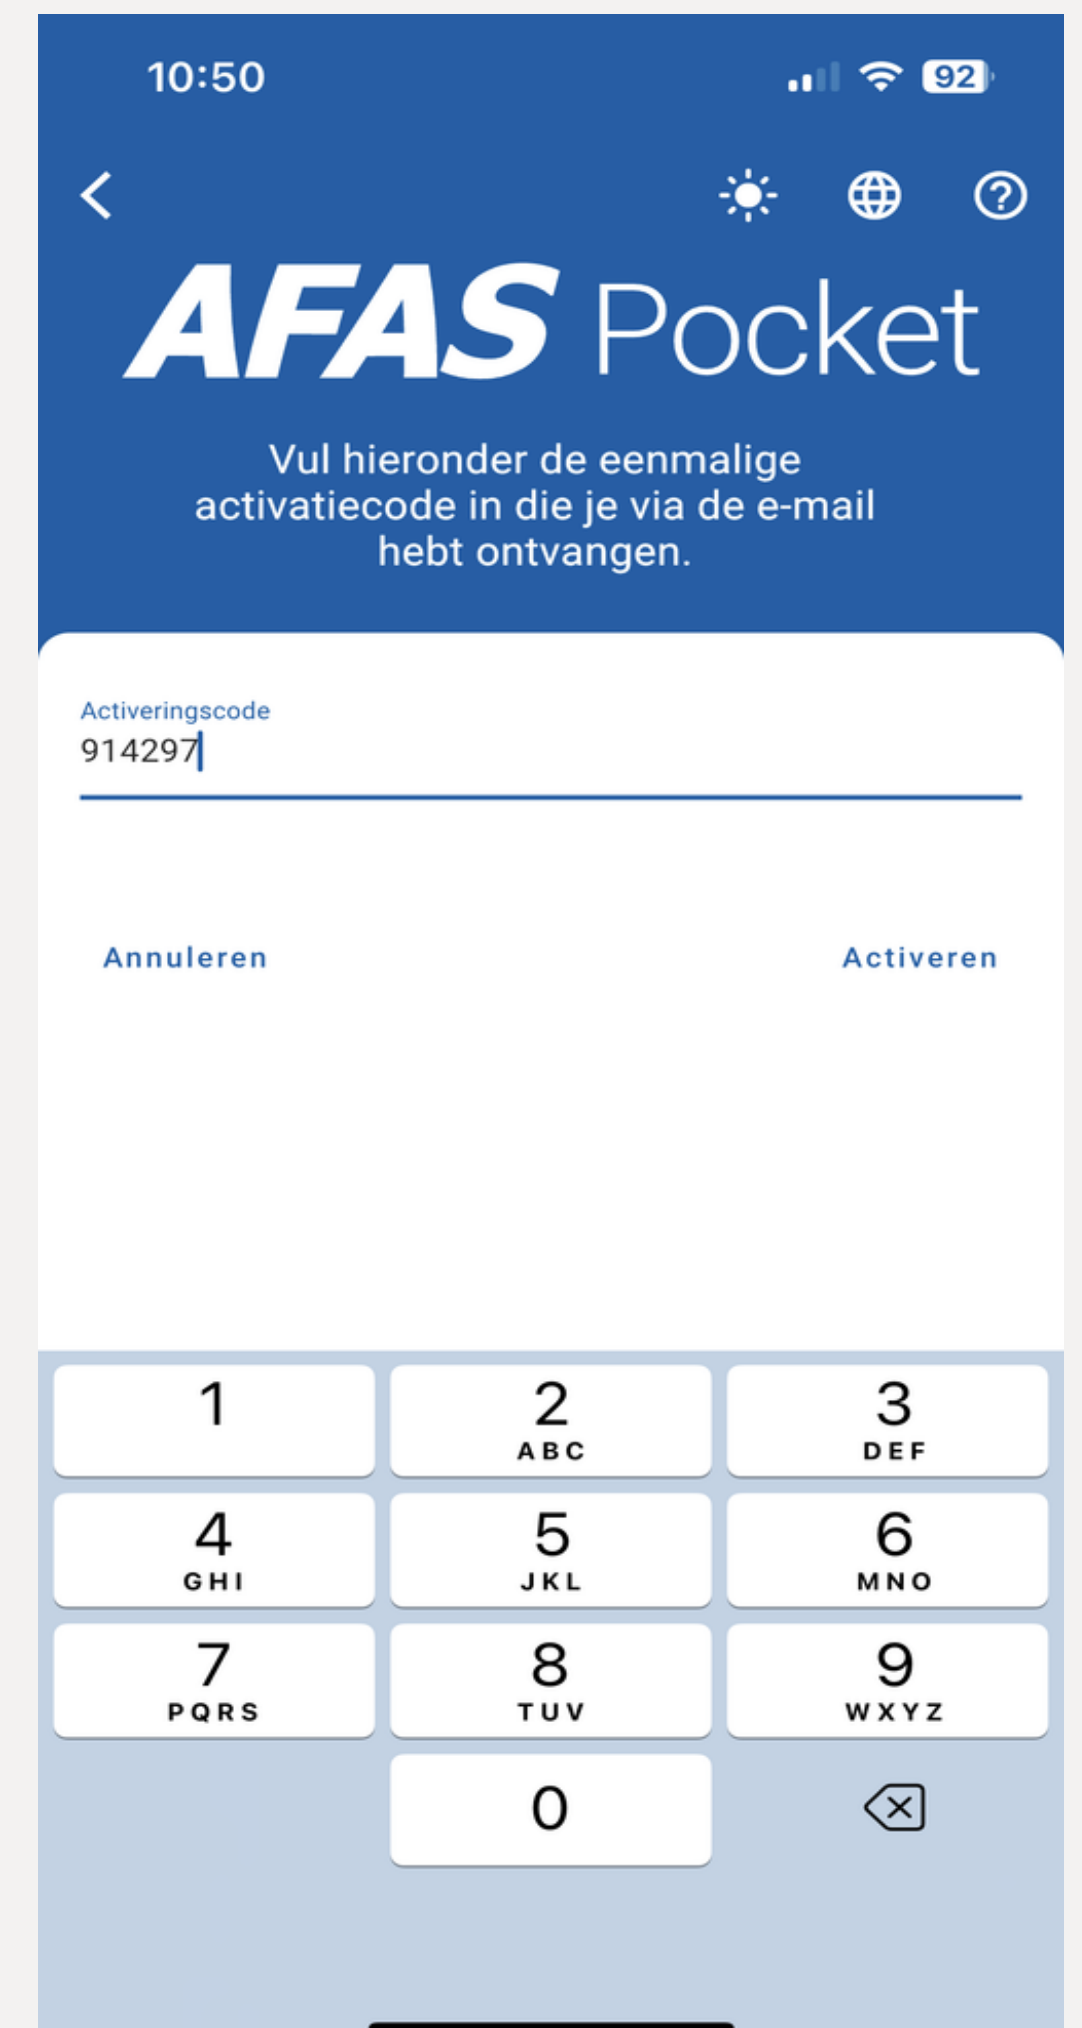 10:50
92
AFAS Pocket
Vul hieronder de eenmalige
activatiecode in die je via de e-mail
hebt ontvangen.
Activeringscode
914297
Annuleren Activeren
1 2 3
ABC DEF
4 5 6
GHI JKL MNO
7 8 9
PQRS TUV WXYZ
0